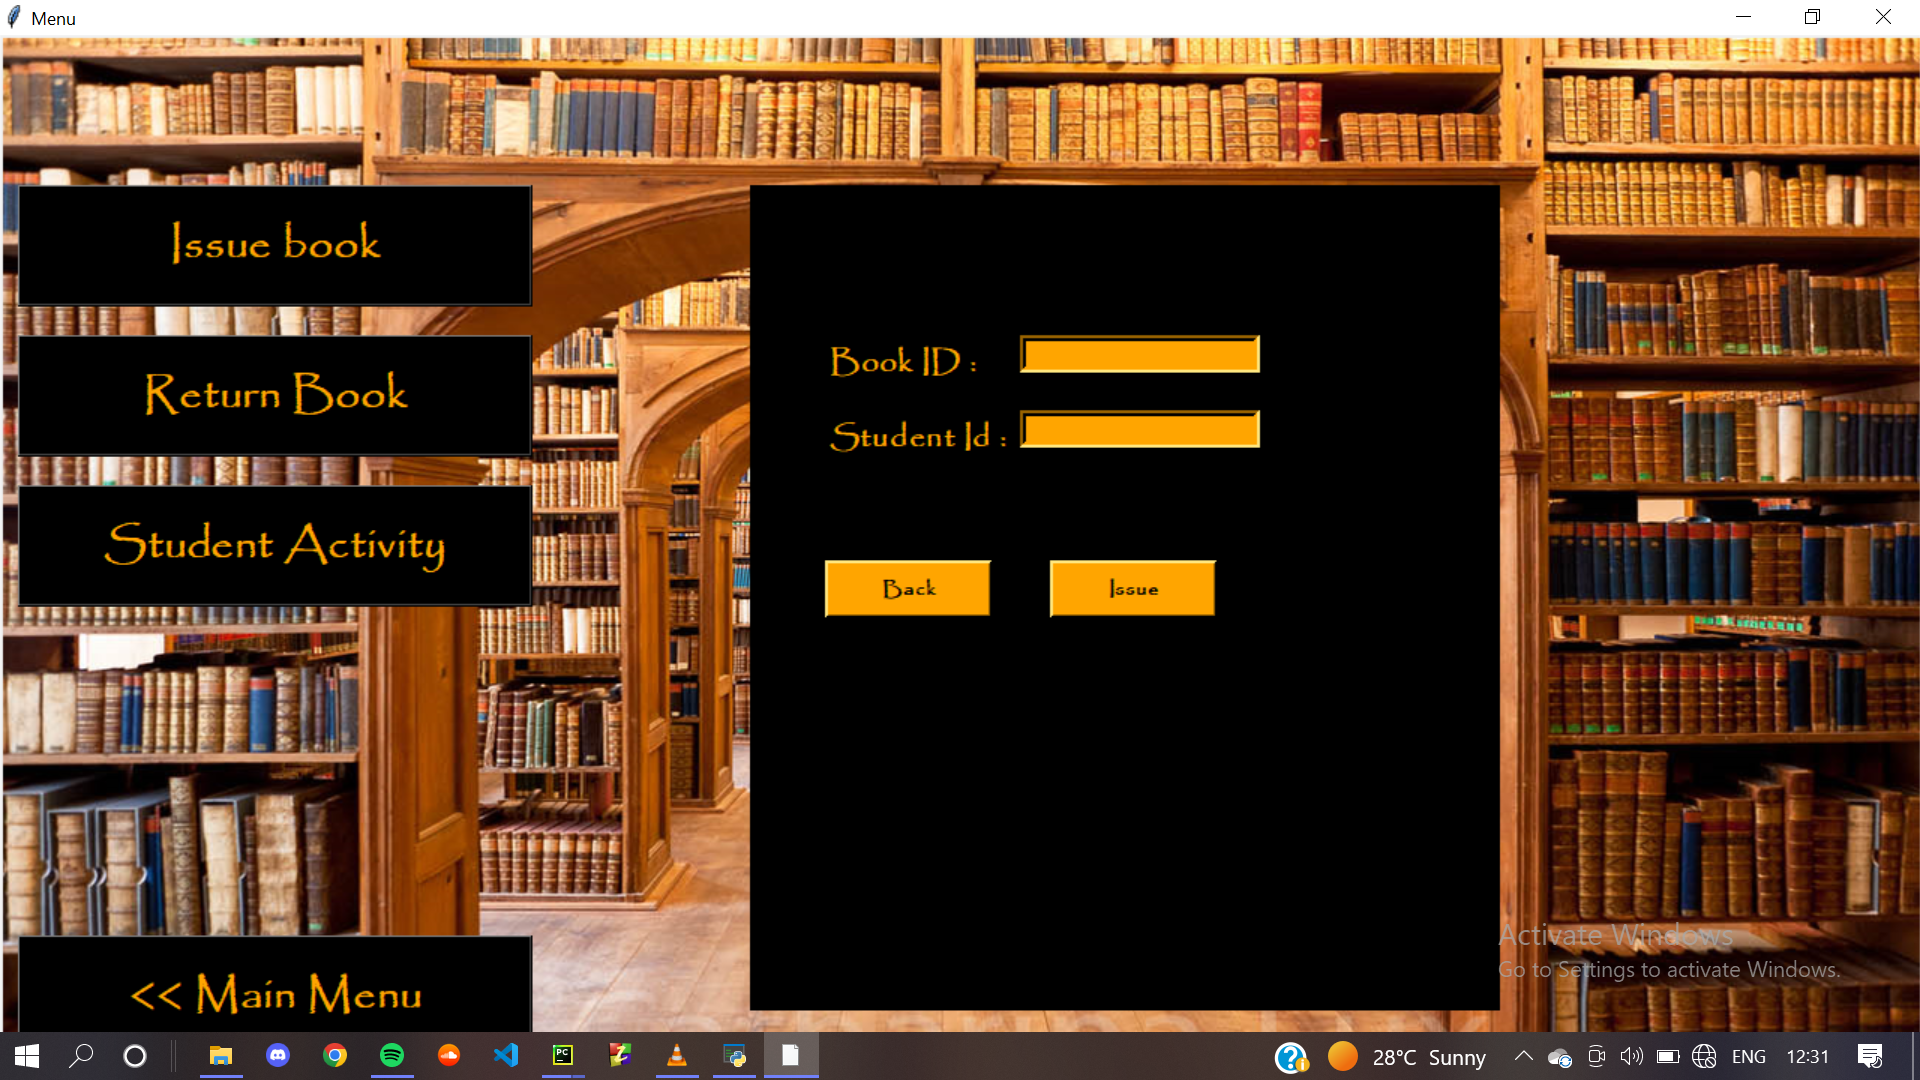 Menu
Issue book
Return Book
Student Activity
<< Main Menu
Book ID :
Student Id :
Back
Issue
Activate Windows
Go to Settings to activate Windows.
PC
28°C Sunny
ENG
12:31